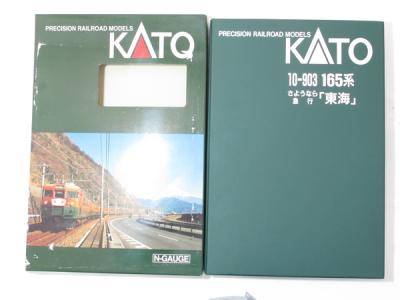 PRECISION RAILROAD MODELS
KATO
N-GAUGE
PRECISION RAILROAD MODELS
KATO
10-903 165系
さようなら
急行「東海」